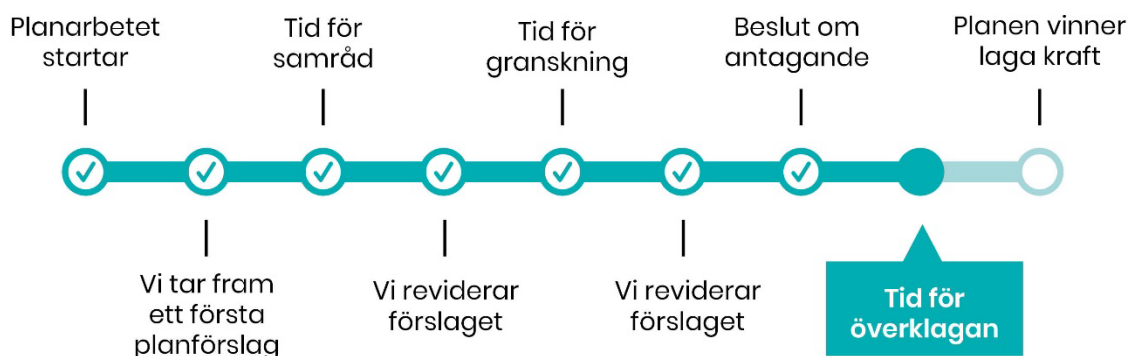 Planarbetet
startar
Tid för
samråd
Tid för
granskning
Beslut om
antagande
Planen vinner
laga kraft
Vi tar fram
ett första
planförslag
Vi reviderar
förslaget
Vi reviderar
förslaget
Tid för
överklagan